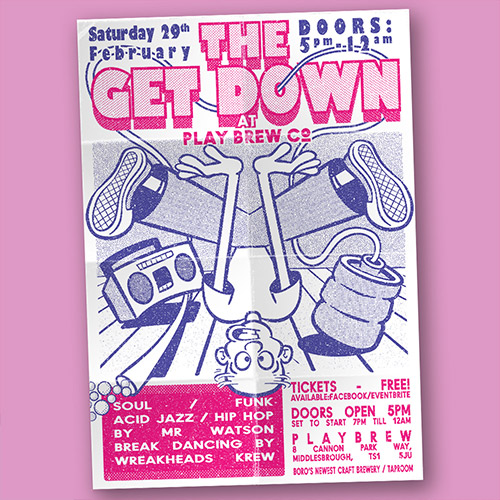 Saturday 29th
February
DOORS:
5pm-12am
THE
GET DOWN
AT
PLAY BREW CO
SOUL / FUNK
ACID JAZZ / HIP HOP
BY MR WATSON
BREAK DANCING BY
WREAKHEADS KREW
TICKETS - FREE!
AVAILABLE:FACEBOOK/EVENTBRITE
DOORS OPEN 5PM
SET TO START 7PM TILL 12AM
PLAYBREW
8 CANNON PARK WAY,
MIDDLESBROUGH, TS1 5JU
BORO'S NEWEST CRAFT BREWERY / TAPROOM